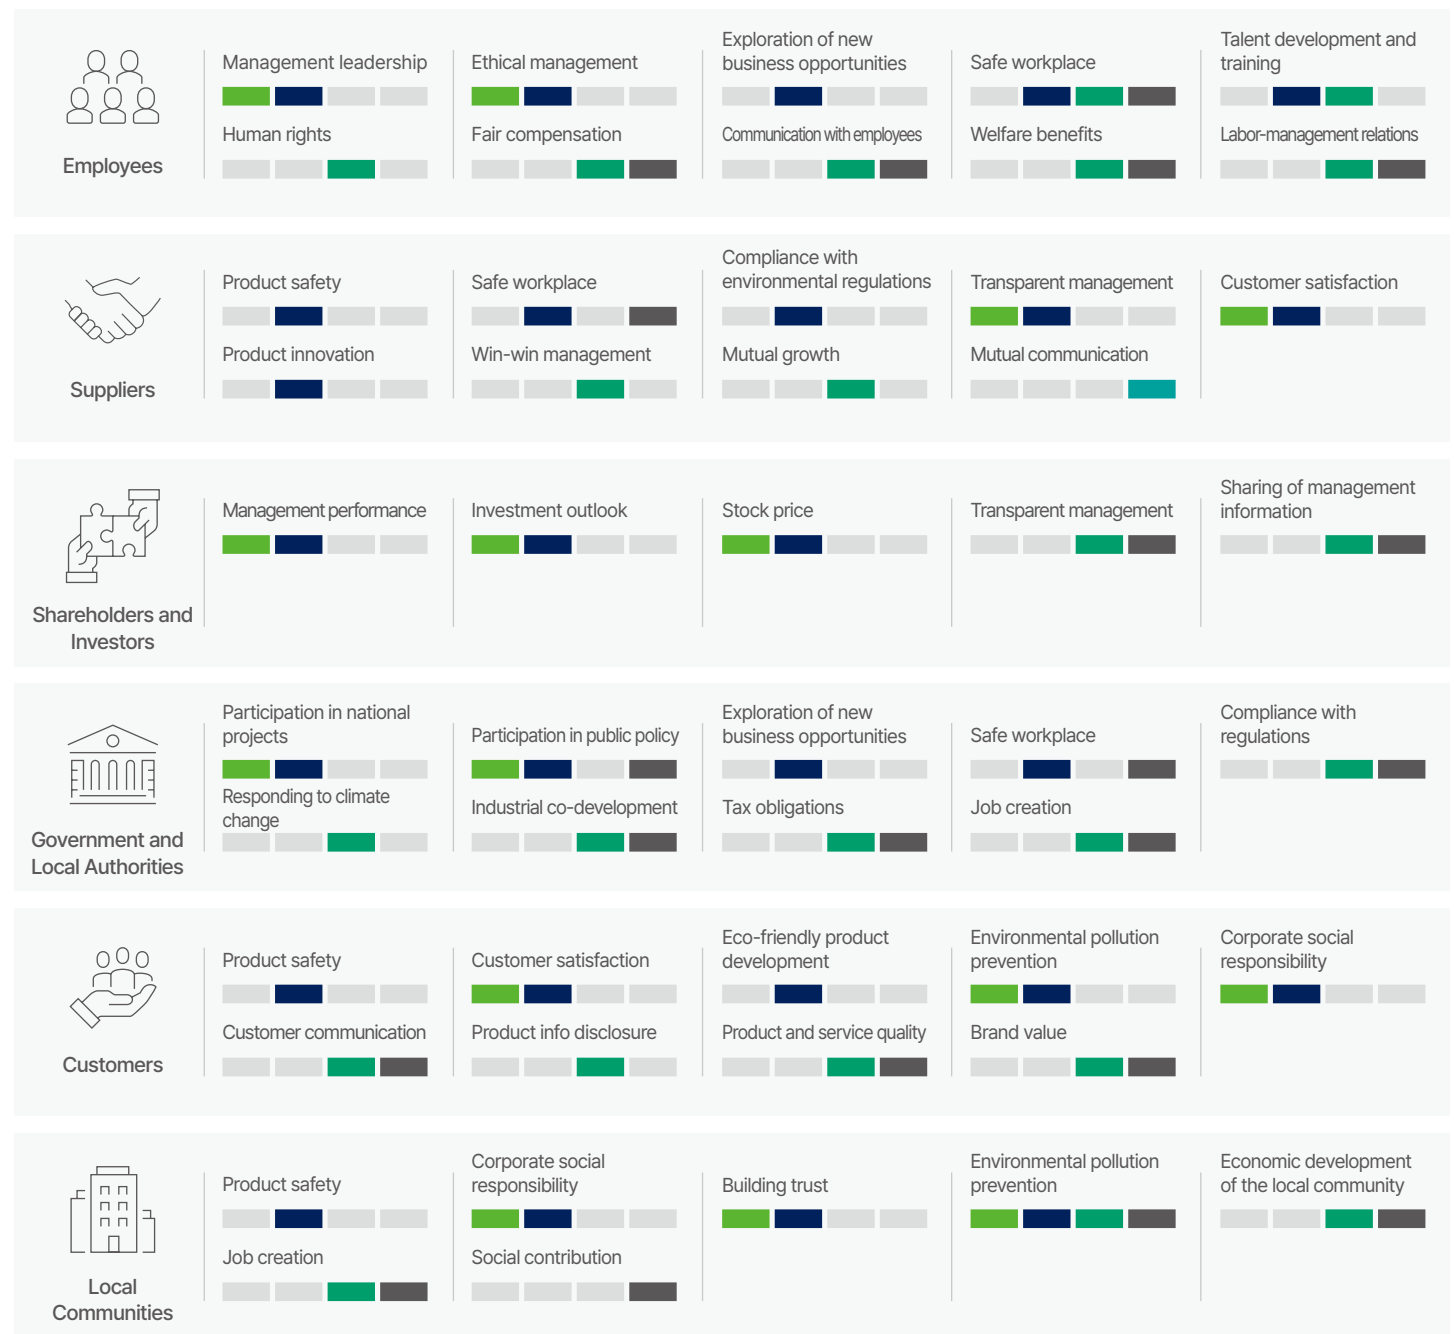 Employees
Management leadership
Ethical management
Exploration of new
business opportunities
Safe workplace
Talent development and
training
Human rights
Fair compensation
Communication with employees
Welfare benefits
Labor-management relations
Suppliers
Product safety
Safe workplace
Compliance with
environmental regulations
Transparent management
Customer satisfaction
Product innovation
Win-win management
Mutual growth
Mutual communication
Shareholders and
Investors
Management performance
Investment outlook
Stock price
Transparent management
Sharing of management
information
Government and
Local Authorities
Participation in national
projects
Participation in public policy
Exploration of new
business opportunities
Safe workplace
Compliance with
regulations
Responding to climate
change
Industrial co-development
Tax obligations
Job creation
Customers
Product safety
Customer satisfaction
Eco-friendly product
development
Environmental pollution
prevention
Corporate social
responsibility
Customer communication
Product info disclosure
Product and service quality
Brand value
Local
Communities
Product safety
Corporate social
responsibility
Building trust
Environmental pollution
prevention
Economic development
of the local community
Job creation
Social contribution